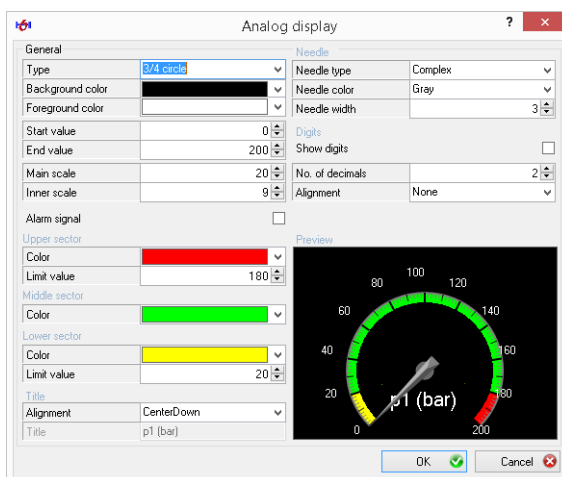 Analog display
?
×
General
Type 3/4 circle
Background color
Foreground color
Start value 0
End value 200
Main scale 20
Inner scale 9
Alarm signal
Upper sector
Color
Limit value 180
Middle sector
Color
Lower sector
Color
Limit value 20
Title
Alignment CenterDown
Title p1 (bar)
Needle
Needle type Complex
Needle color Gray
Needle width 3
Digits
Show digits
No. of decimals 2
Alignment None
Preview
0
20
40
60
80
100
120
140
160
180
200
p1 (bar)
OK
Cancel